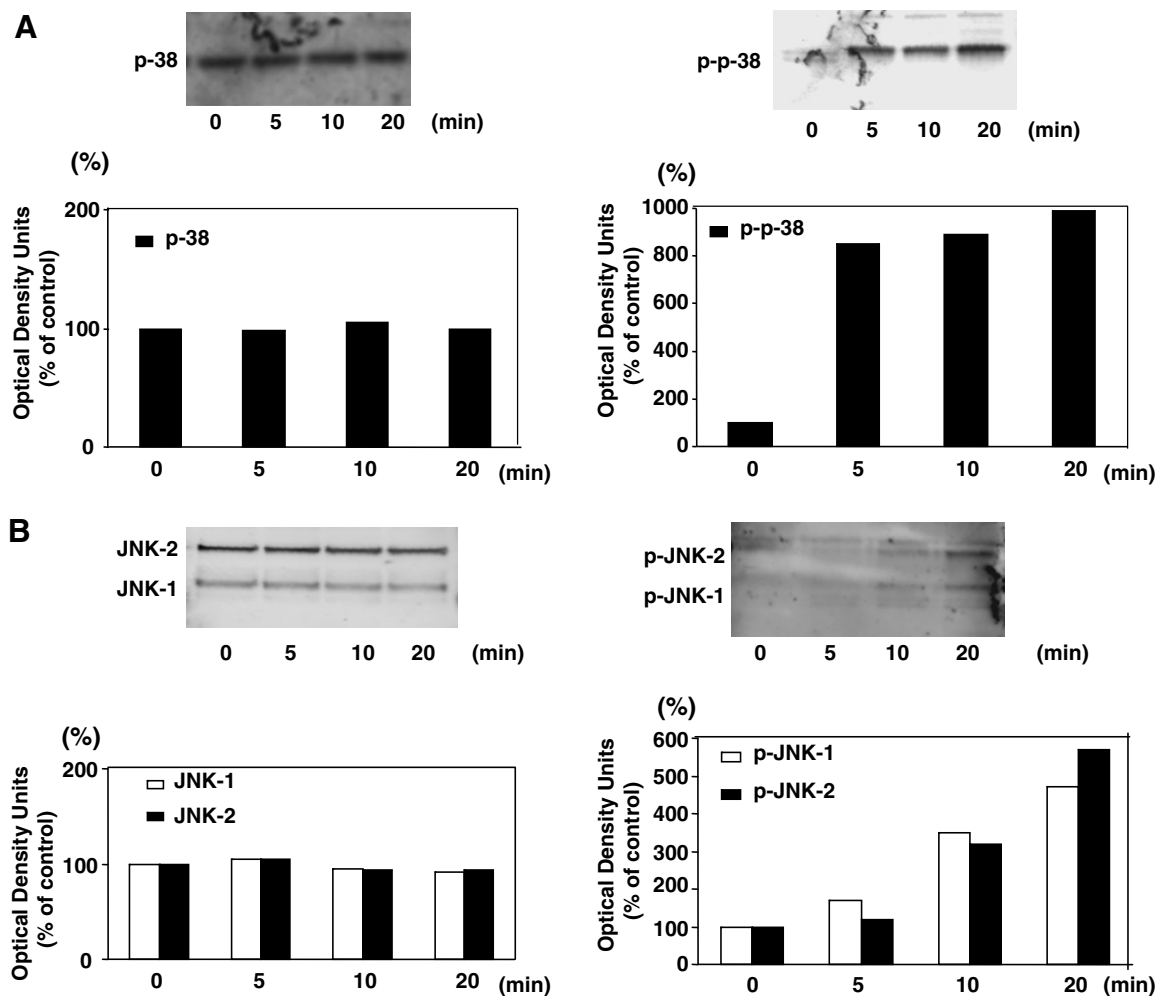 A
p-38
0 5 10 20 (min)
(%)
Optical Density Units
(% of control)
200
100
0
p-38
0 5 10 20 (min)
p-p-38
0 5 10 20 (min)
(%)
Optical Density Units
(% of control)
1000
800
600
400
200
0
p-p-38
0 5 10 20 (min)
B
JNK-2
JNK-1
0 5 10 20 (min)
(%)
Optical Density Units
(% of control)
200
100
0
JNK-1
JNK-2
0 5 10 20 (min)
p-JNK-2
p-JNK-1
0 5 10 20 (min)
(%)
Optical Density Units
(% of control)
600
500
400
300
200
100
0
p-JNK-1
p-JNK-2
0 5 10 20 (min)